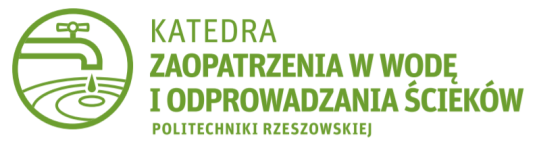 KATEDRA
ZAOPATRZENIA W WODĘ
I ODPROWADZANIA ŚCIEKÓW
POLITECHNIKI RZESZOWSKIEJ